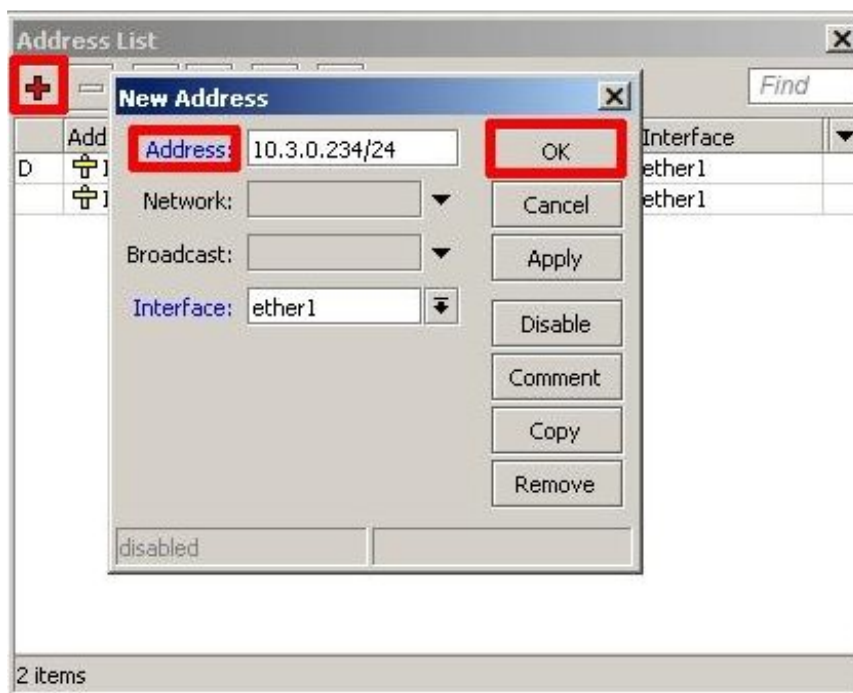 Address List
Find
New Address
Address: 10.3.0.234/24 OK
Add Interface
D ether1
Network: Cancel
ether1
Broadcast: Apply
Interface: ether1
Disable
Comment
Copy
Remove
disabled
2 items